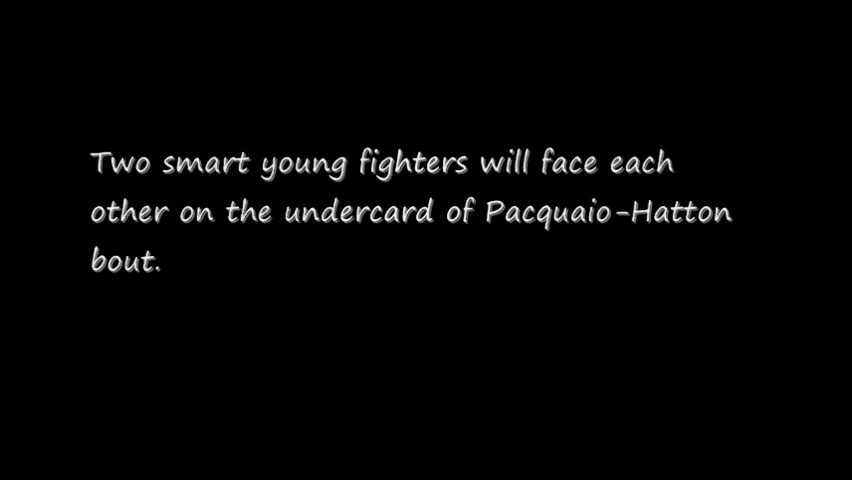 Two smart young fighters will face each
other on the undercard of Pacquaio-Hatton
bout.